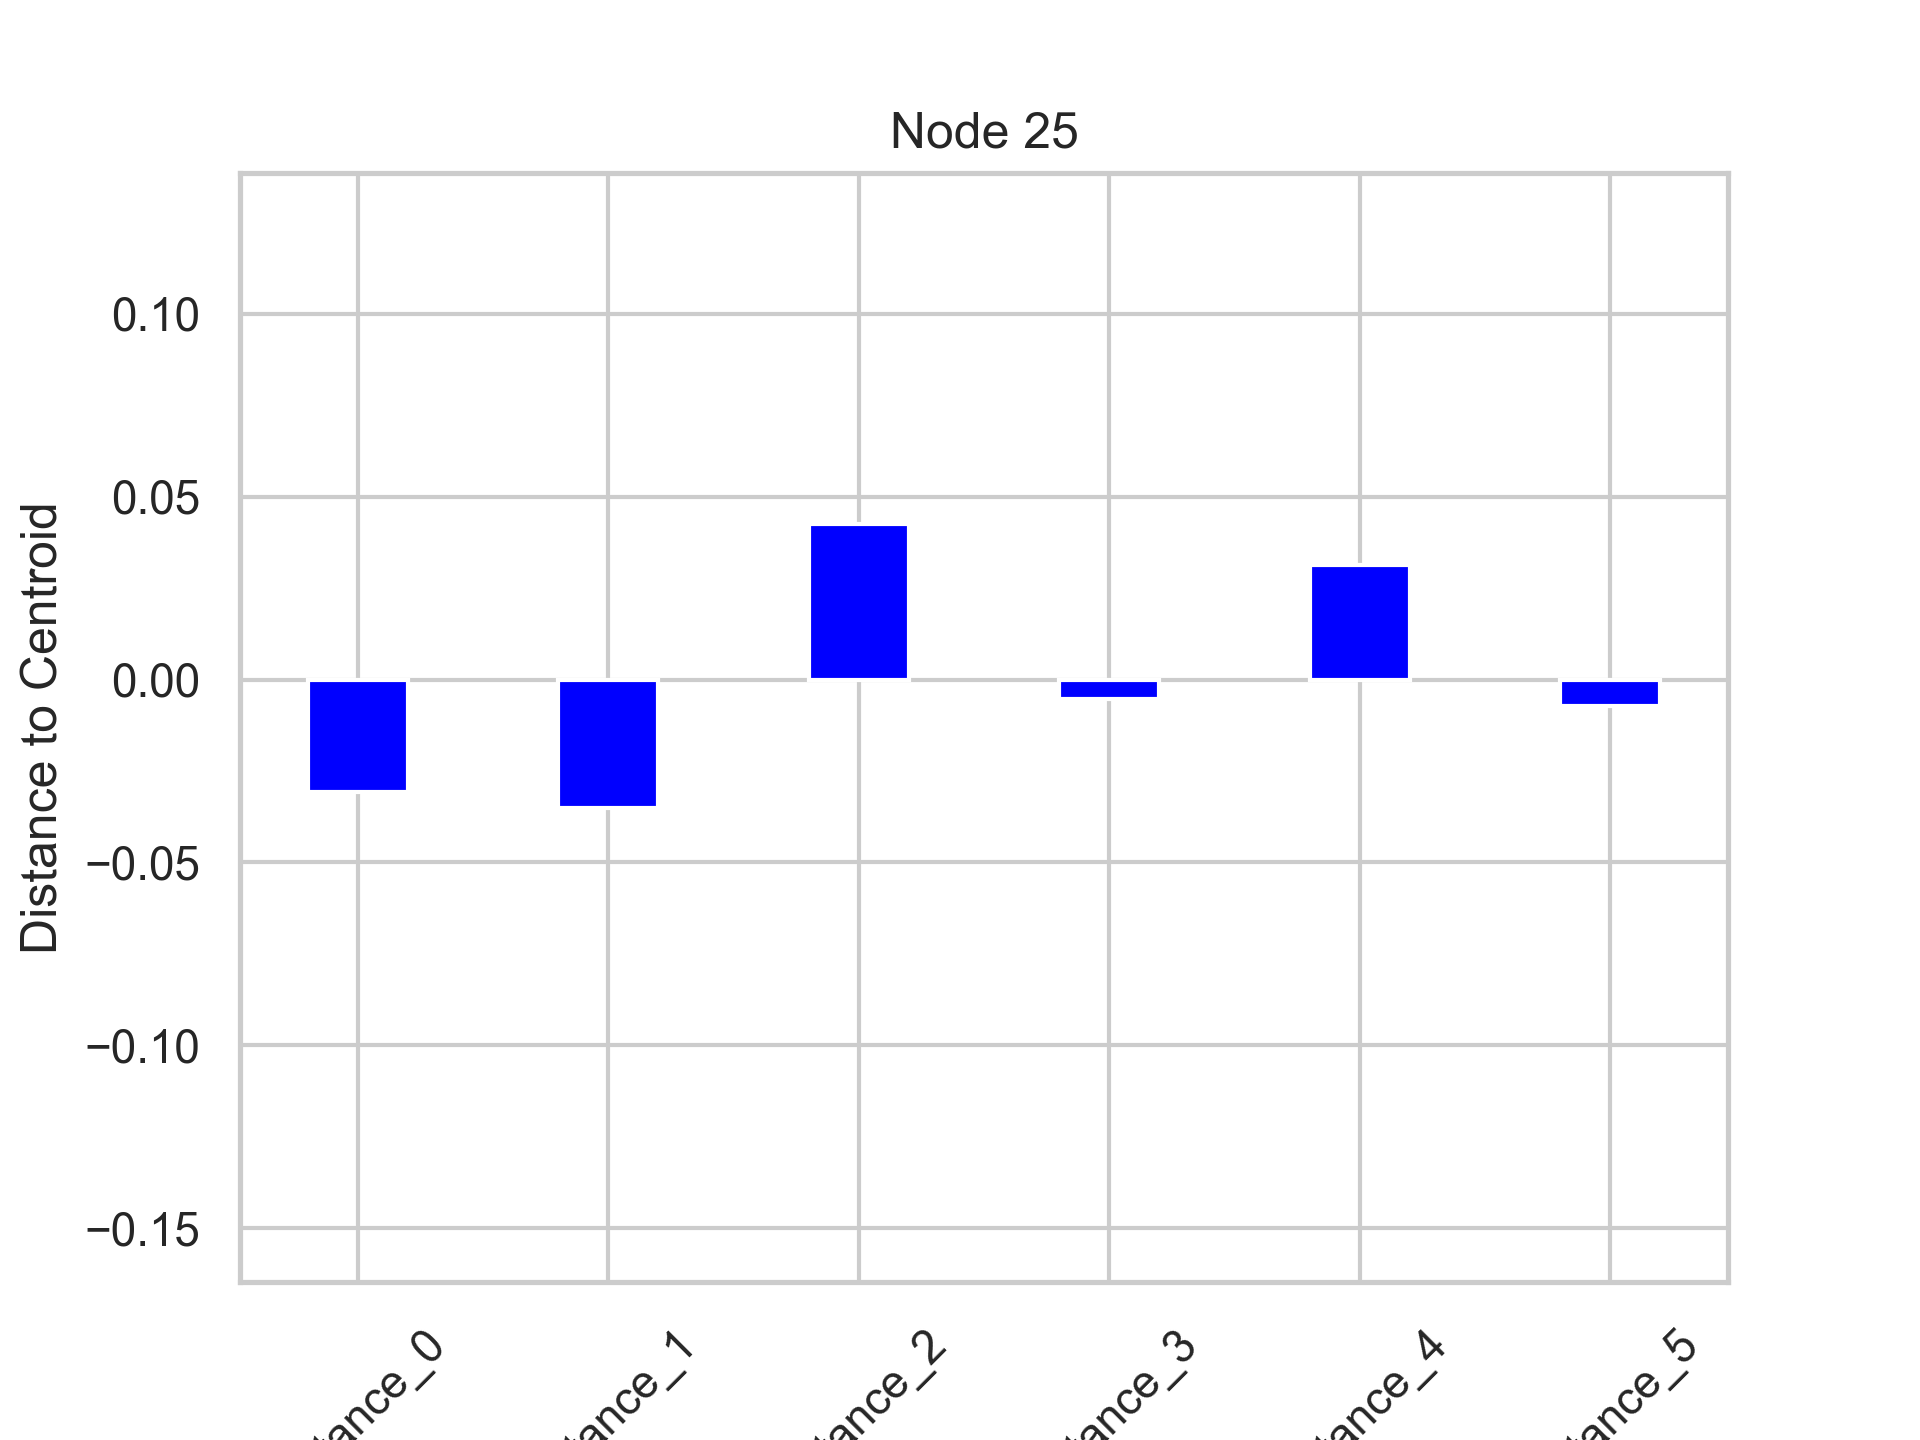 Node 25
Distance to Centroid
0.10
0.05
0.00
−0.05
−0.10
−0.15
tance_0
tance_1
tance_2
tance_3
tance_4
tance_5